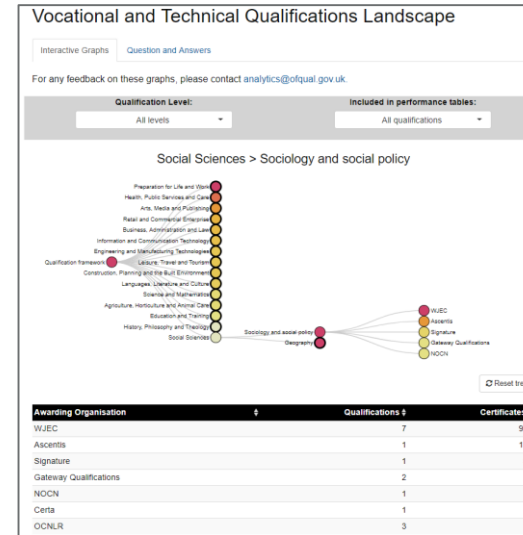 Vocational and Technical Qualifications Landscape
Interactive Graphs Question and Answers
For any feedback on these graphs, please contact analytics@ofqual.gov.uk.
Qualification Level: Included in performance tables:
All levels All qualifications
Social Sciences > Sociology and social policy
Preparation for Life and Work
Health, Public Services and Care
Arts, Media and Publishing
Retail and Commercial Enterprise
Business, Administration and Law
Information and Communication Technology
Engineering and Manufacturing Technologies
Qualification framework Leisure, Travel and Tourism
Construction, Planning and the Built Environment
Languages, Literature and Culture
Science and Mathematics
Agriculture, Horticulture and Animal Care
Education and Training
History, Philosophy and Theology
Social Sciences
Sociology and social policy
Geography
WJEC
Ascentis
Signature
Gateway Qualifications
NOCN
Reset tre
Awarding Organisation Qualifications Certificates
WJEC 7 9
Ascentis 1 1
Signature 1
Gateway Qualifications 2
NOCN 1
Certa 1
OCNLR 3